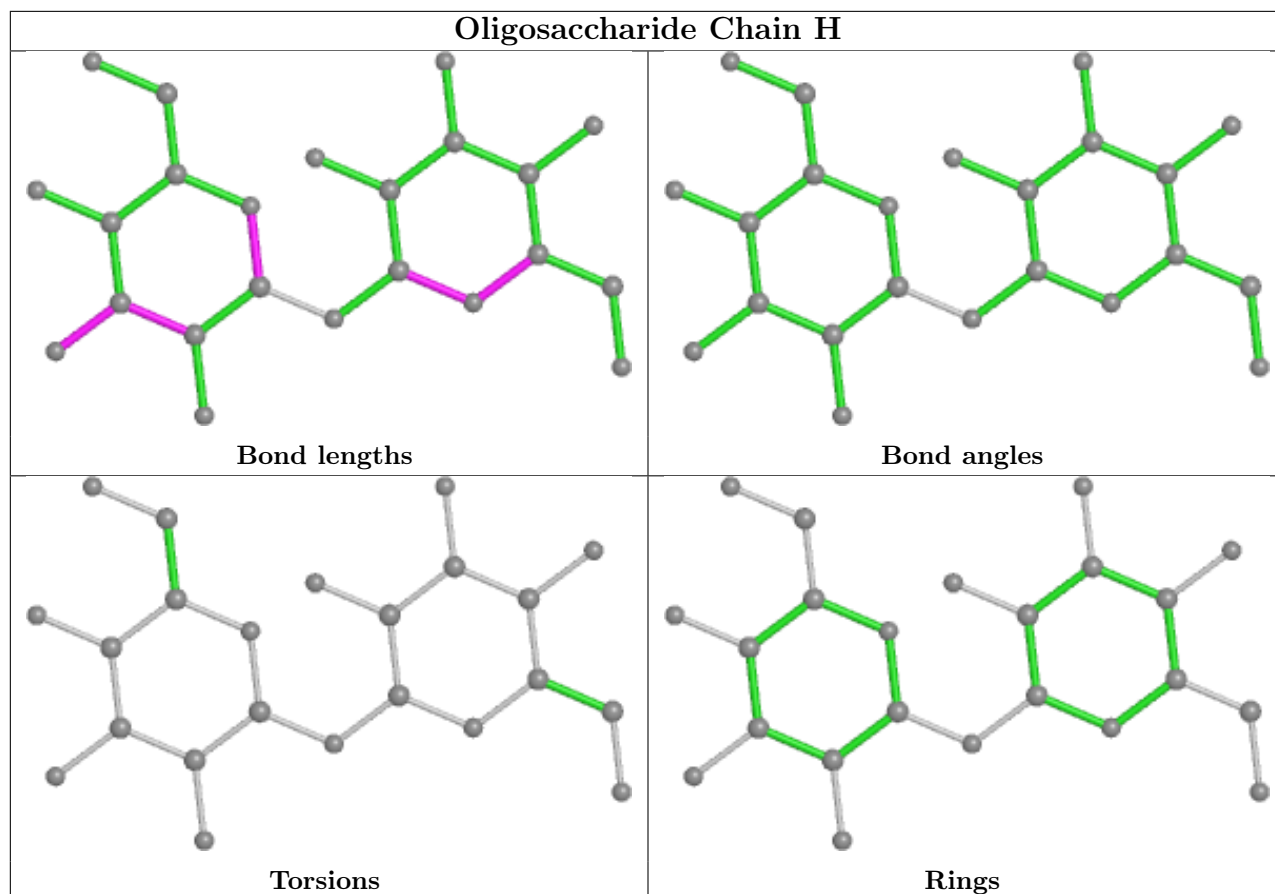 Oligosaccharide Chain H
Bond lengths
Bond angles
Torsions
Rings